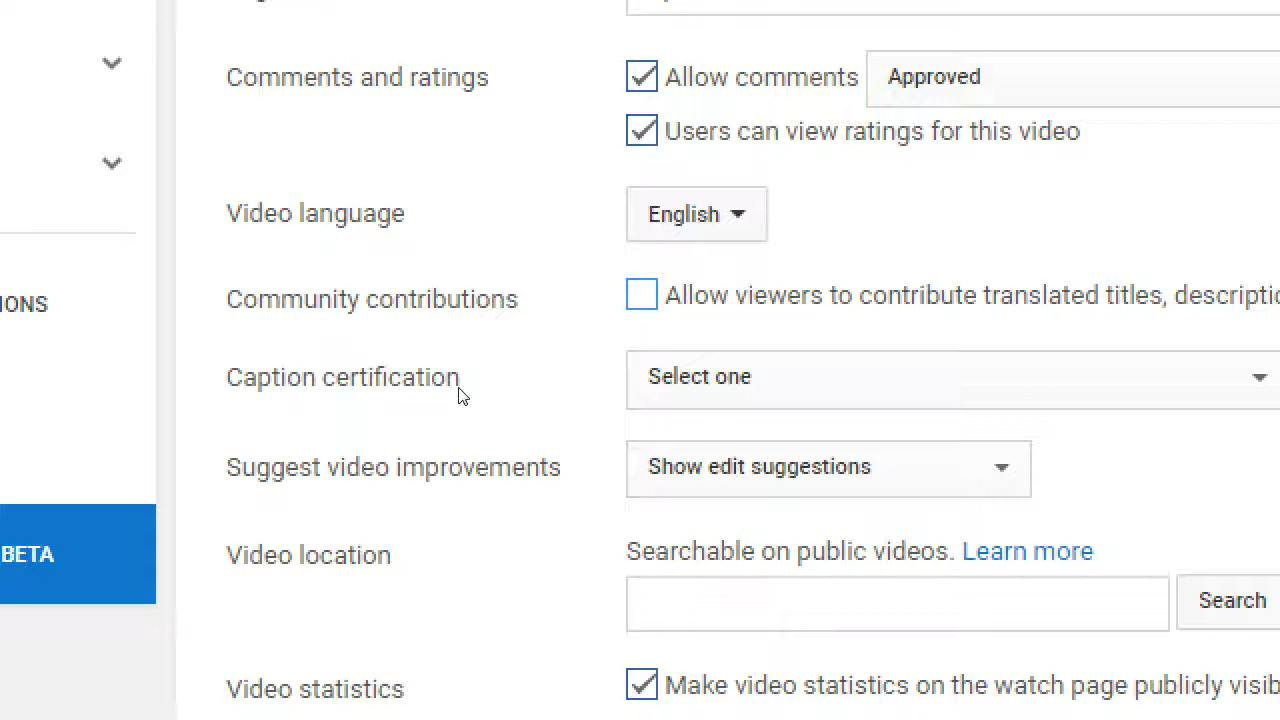 Comments and ratings
Allow comments
Approved
Users can view ratings for this video
Video language
English
Community contributions
Allow viewers to contribute translated titles,
IONS
Caption certification
Select one
Suggest video improvements
Show edit suggestions
BETA
Video location
Searchable on public videos. Learn more
Search
Video statistics
Make video statistics on the watch page publicly